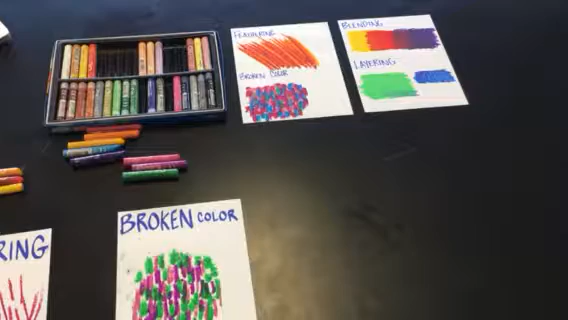 FEATHERING
BROKEN COLOR
BLENDING
LAYERING
RING
BROKEN COLOR